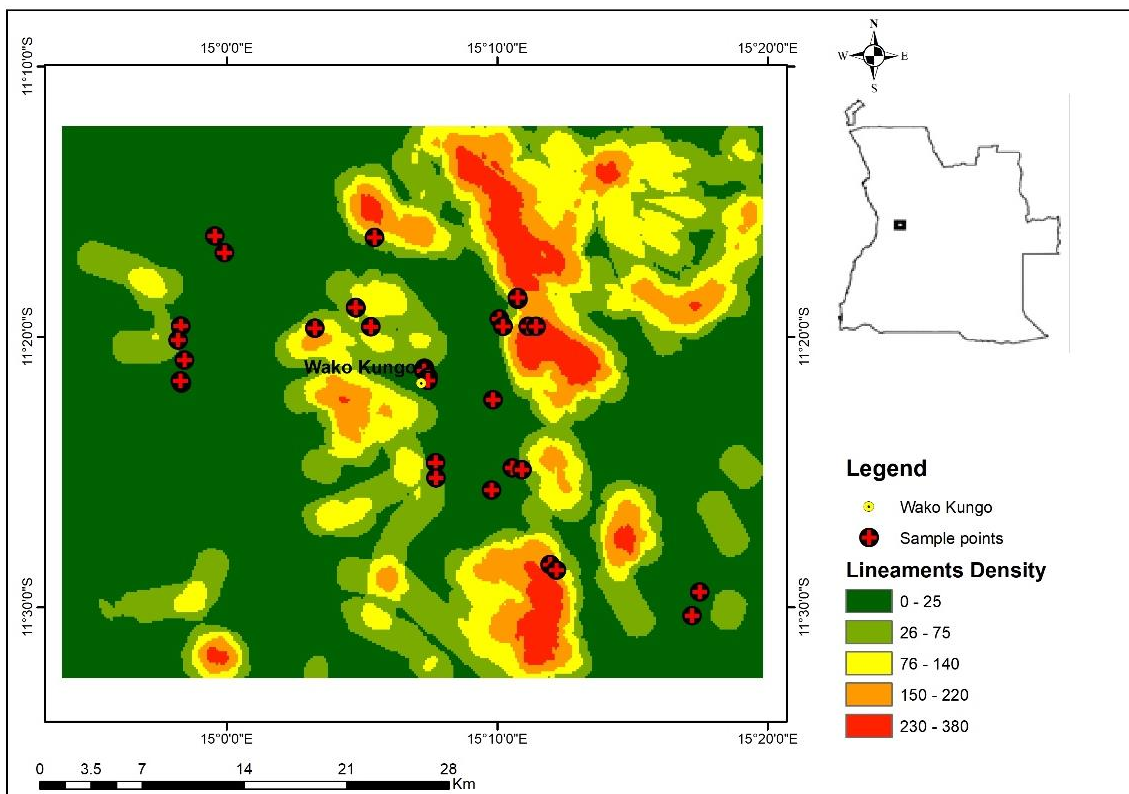 15°0'0"E 15°10'0"E 15°20'0"E
11°10'0"S 11°10'0"S
11°20'0"S 11°20'0"S
11°30'0"S 11°30'0"S
Wako Kungo
15°0'0"E 15°10'0"E 15°20'0"E
0 3.5 7 14 21 28
Km
N
W E
S
Legend
Wako Kungo
Sample points
Lineaments Density
0 - 25
26 - 75
76 - 140
150 - 220
230 - 380